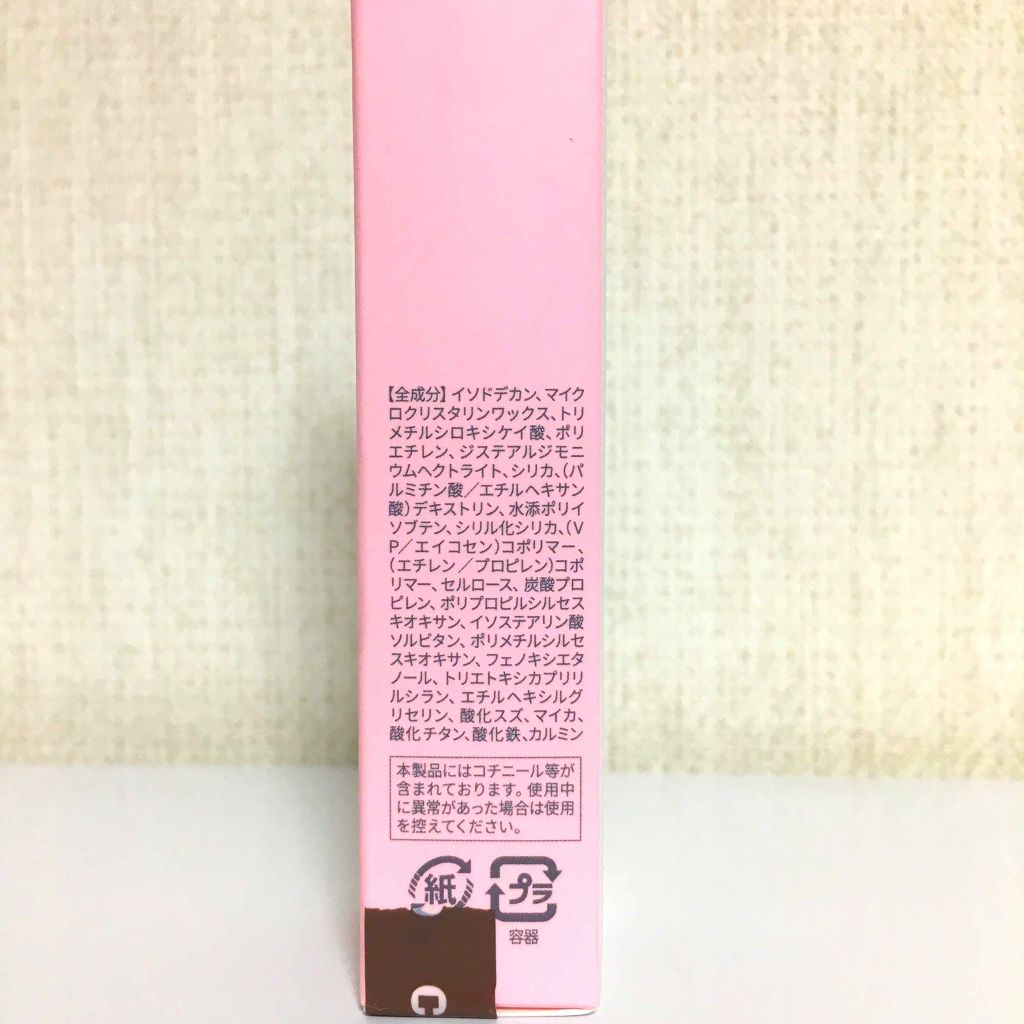 【全成分】イソドデカン、マイク
ロクリスタリンワックス、トリ
メチルシロキシケイ酸、ポリ
エチレン、ジステアルジモニ
ウムヘクトライト、シリカ、(パ
ルミチン酸/エチルヘキサン
酸)デキストリン、水添ポリイ
ソブテン、シリル化シリカ、(V
P/エイコセン)コポリマー、
(エチレン/プロピレン)コポ
リマー、セルロース、炭酸プロ
ピレン、ポリプロピルシルセス
キオキサン、イソステアリン酸
ソルビタン、ポリメチルシルセ
スキオキサン、フェノキシエタ
ノール、トリエトキシカプリリ
ルシラン、エチルヘキシルグ
リセリン、酸化スズ、マイカ、
酸化チタン、酸化鉄、カルミン
本製品にはコチニール等が
含まれております。使用中
に異常があった場合は使用
を控えてください。
紙 プラ
容器